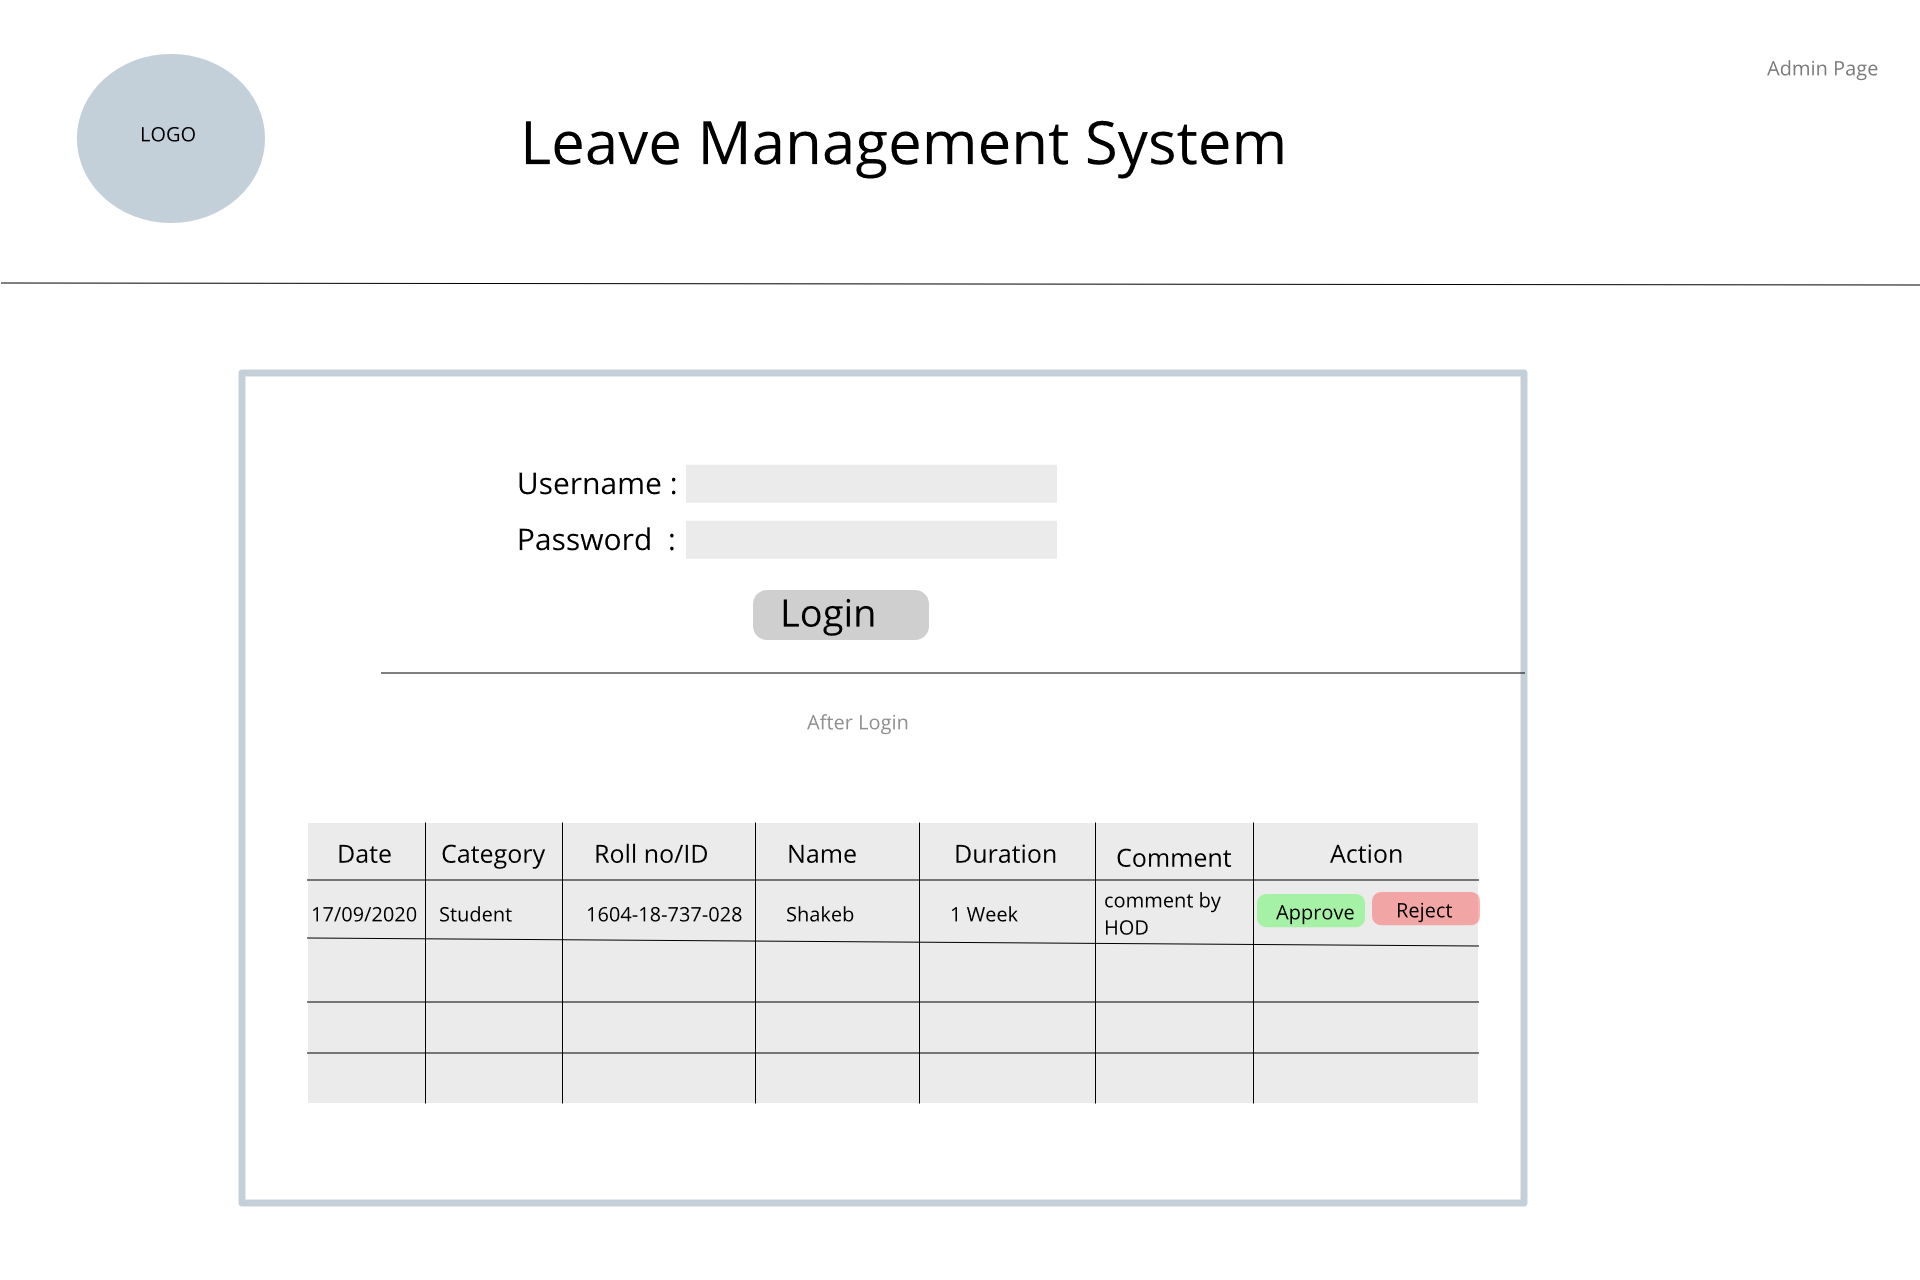 Admin Page
LOGO
Leave Management System
Username :
Password :
Login
After Login
Date Category Roll no/ID Name Duration Comment Action
17/09/2020 Student 1604-18-737-028 Shakeb 1 Week comment by HOD Approve Reject